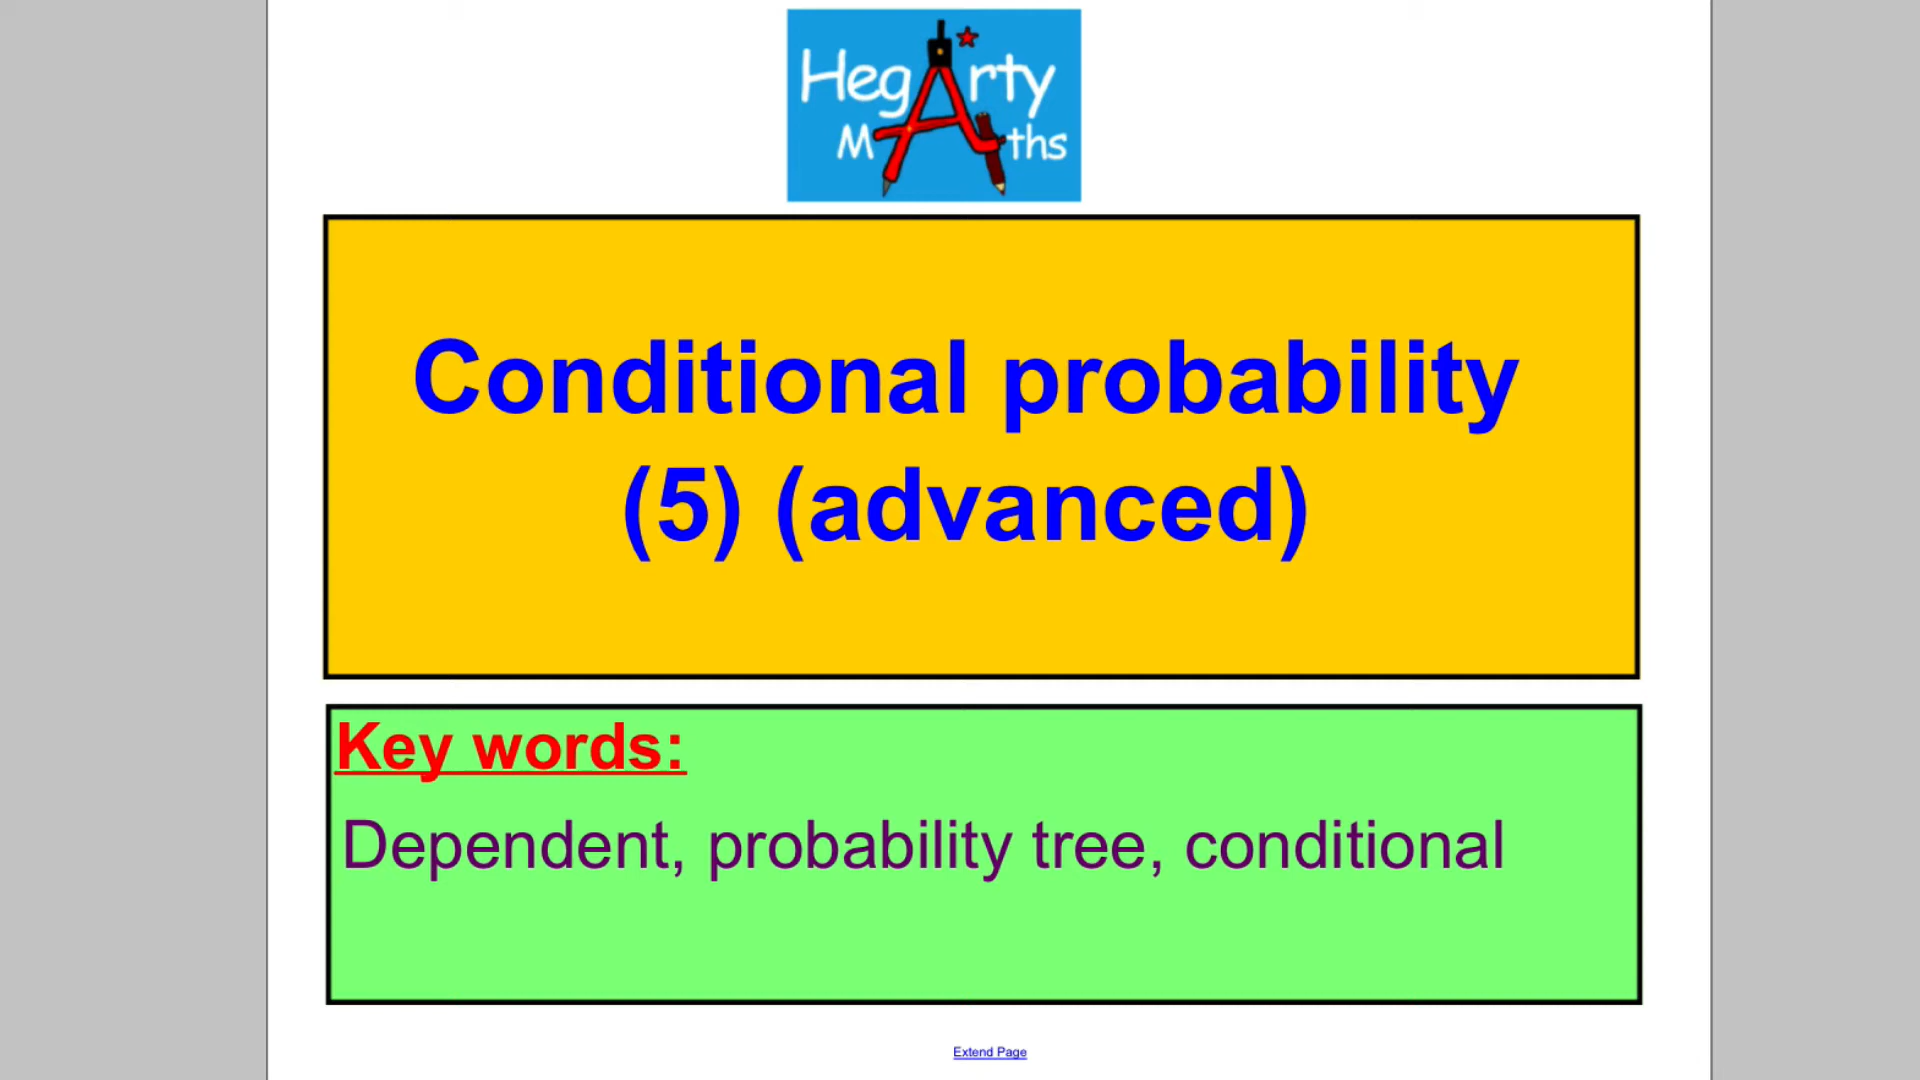 HegArty
MAths
Conditional probability
(5) (advanced)
Key words:
Dependent, probability tree, conditional
Extend Page